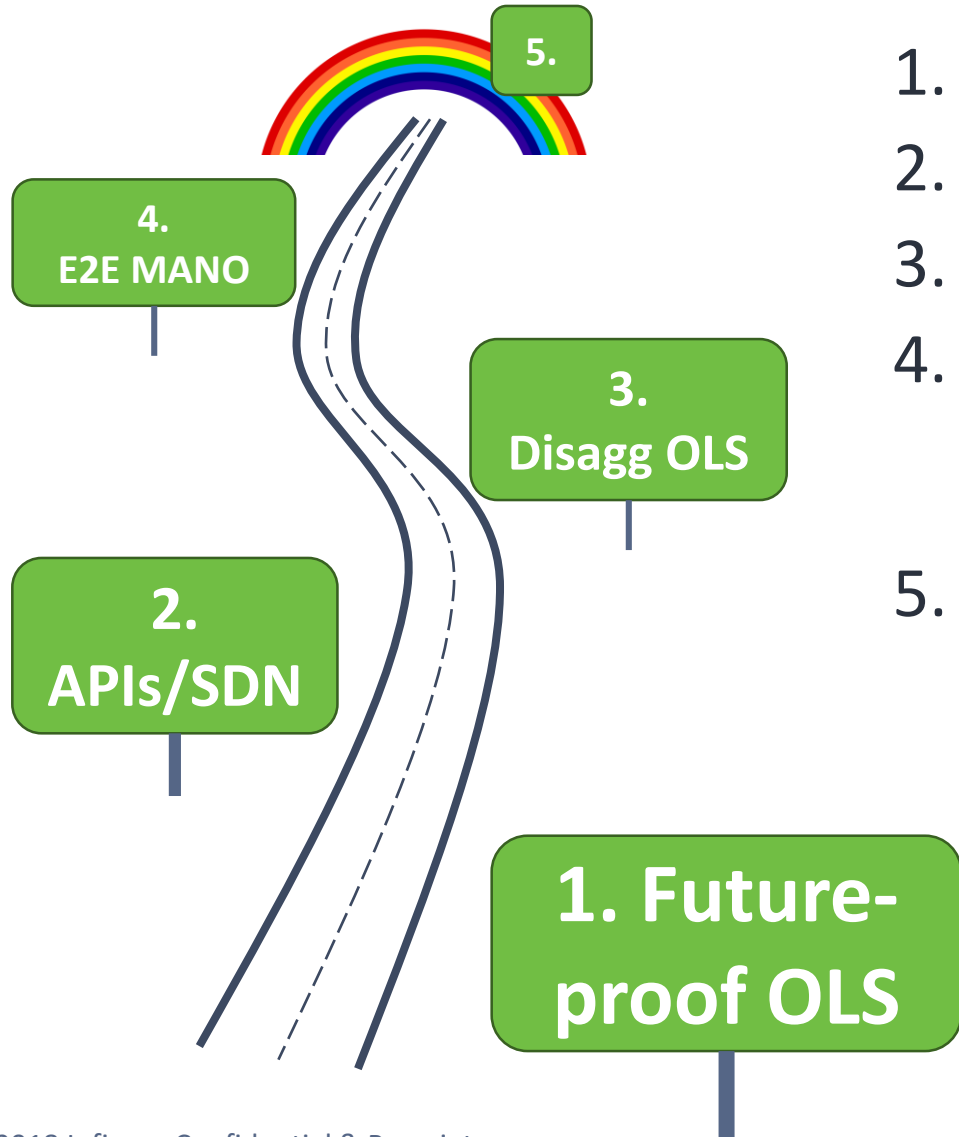 5.
4.
E2E MANO
3.
Disagg OLS
2.
APIs/SDN
1. Future-
proof OLS
1.
2.
3.
4.
5.